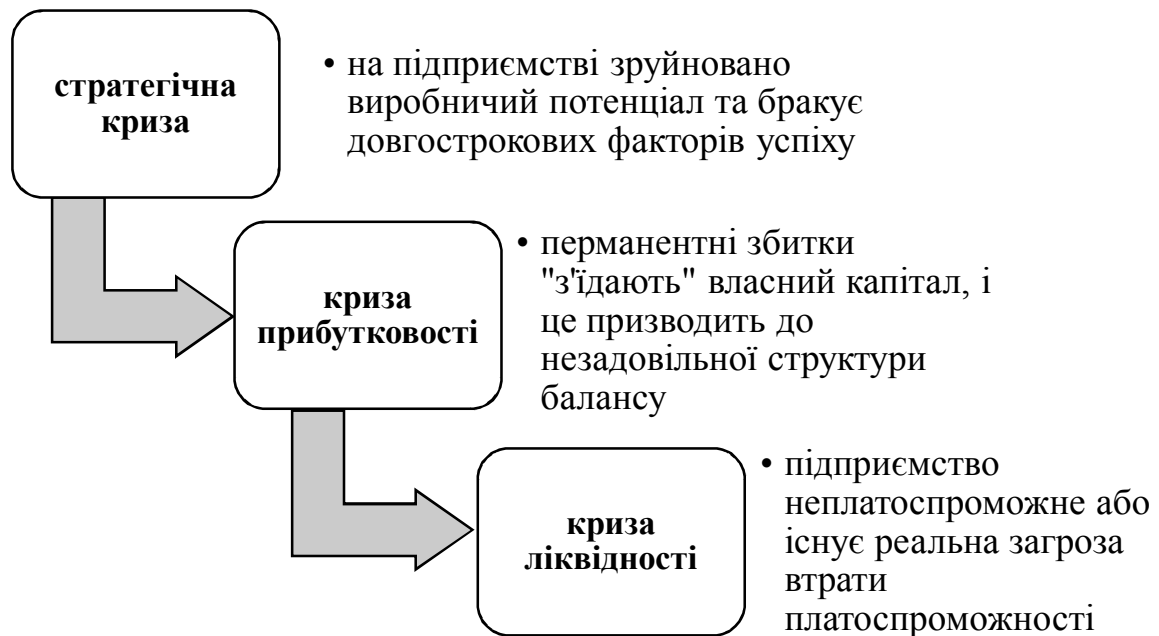 стратегічна
криза
• на підприємстві зруйновано
виробничий потенціал та бракує
довгострокових факторів успіху
криза
прибутковості
• перманентні збитки
"з'їдають" власний капітал, і
це призводить до
незадовільної структури
балансу
криза
ліквідності
• підприємство
неплатоспроможне або
існує реальна загроза
втрати
платоспроможності